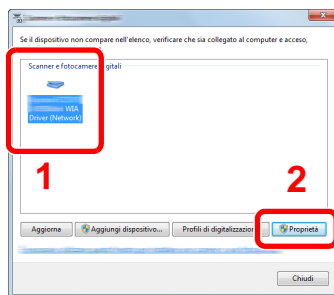 Se il dispositivo non compare nell'elenco, verificare che sia collegato al computer e acceso,
Scanner e fotocamere digitali
WIA
Driver (Network)
1
2
Aggiorna
Aggiungi dispositivo...
Profili di digitalizzazion
Proprietà
Chiudi